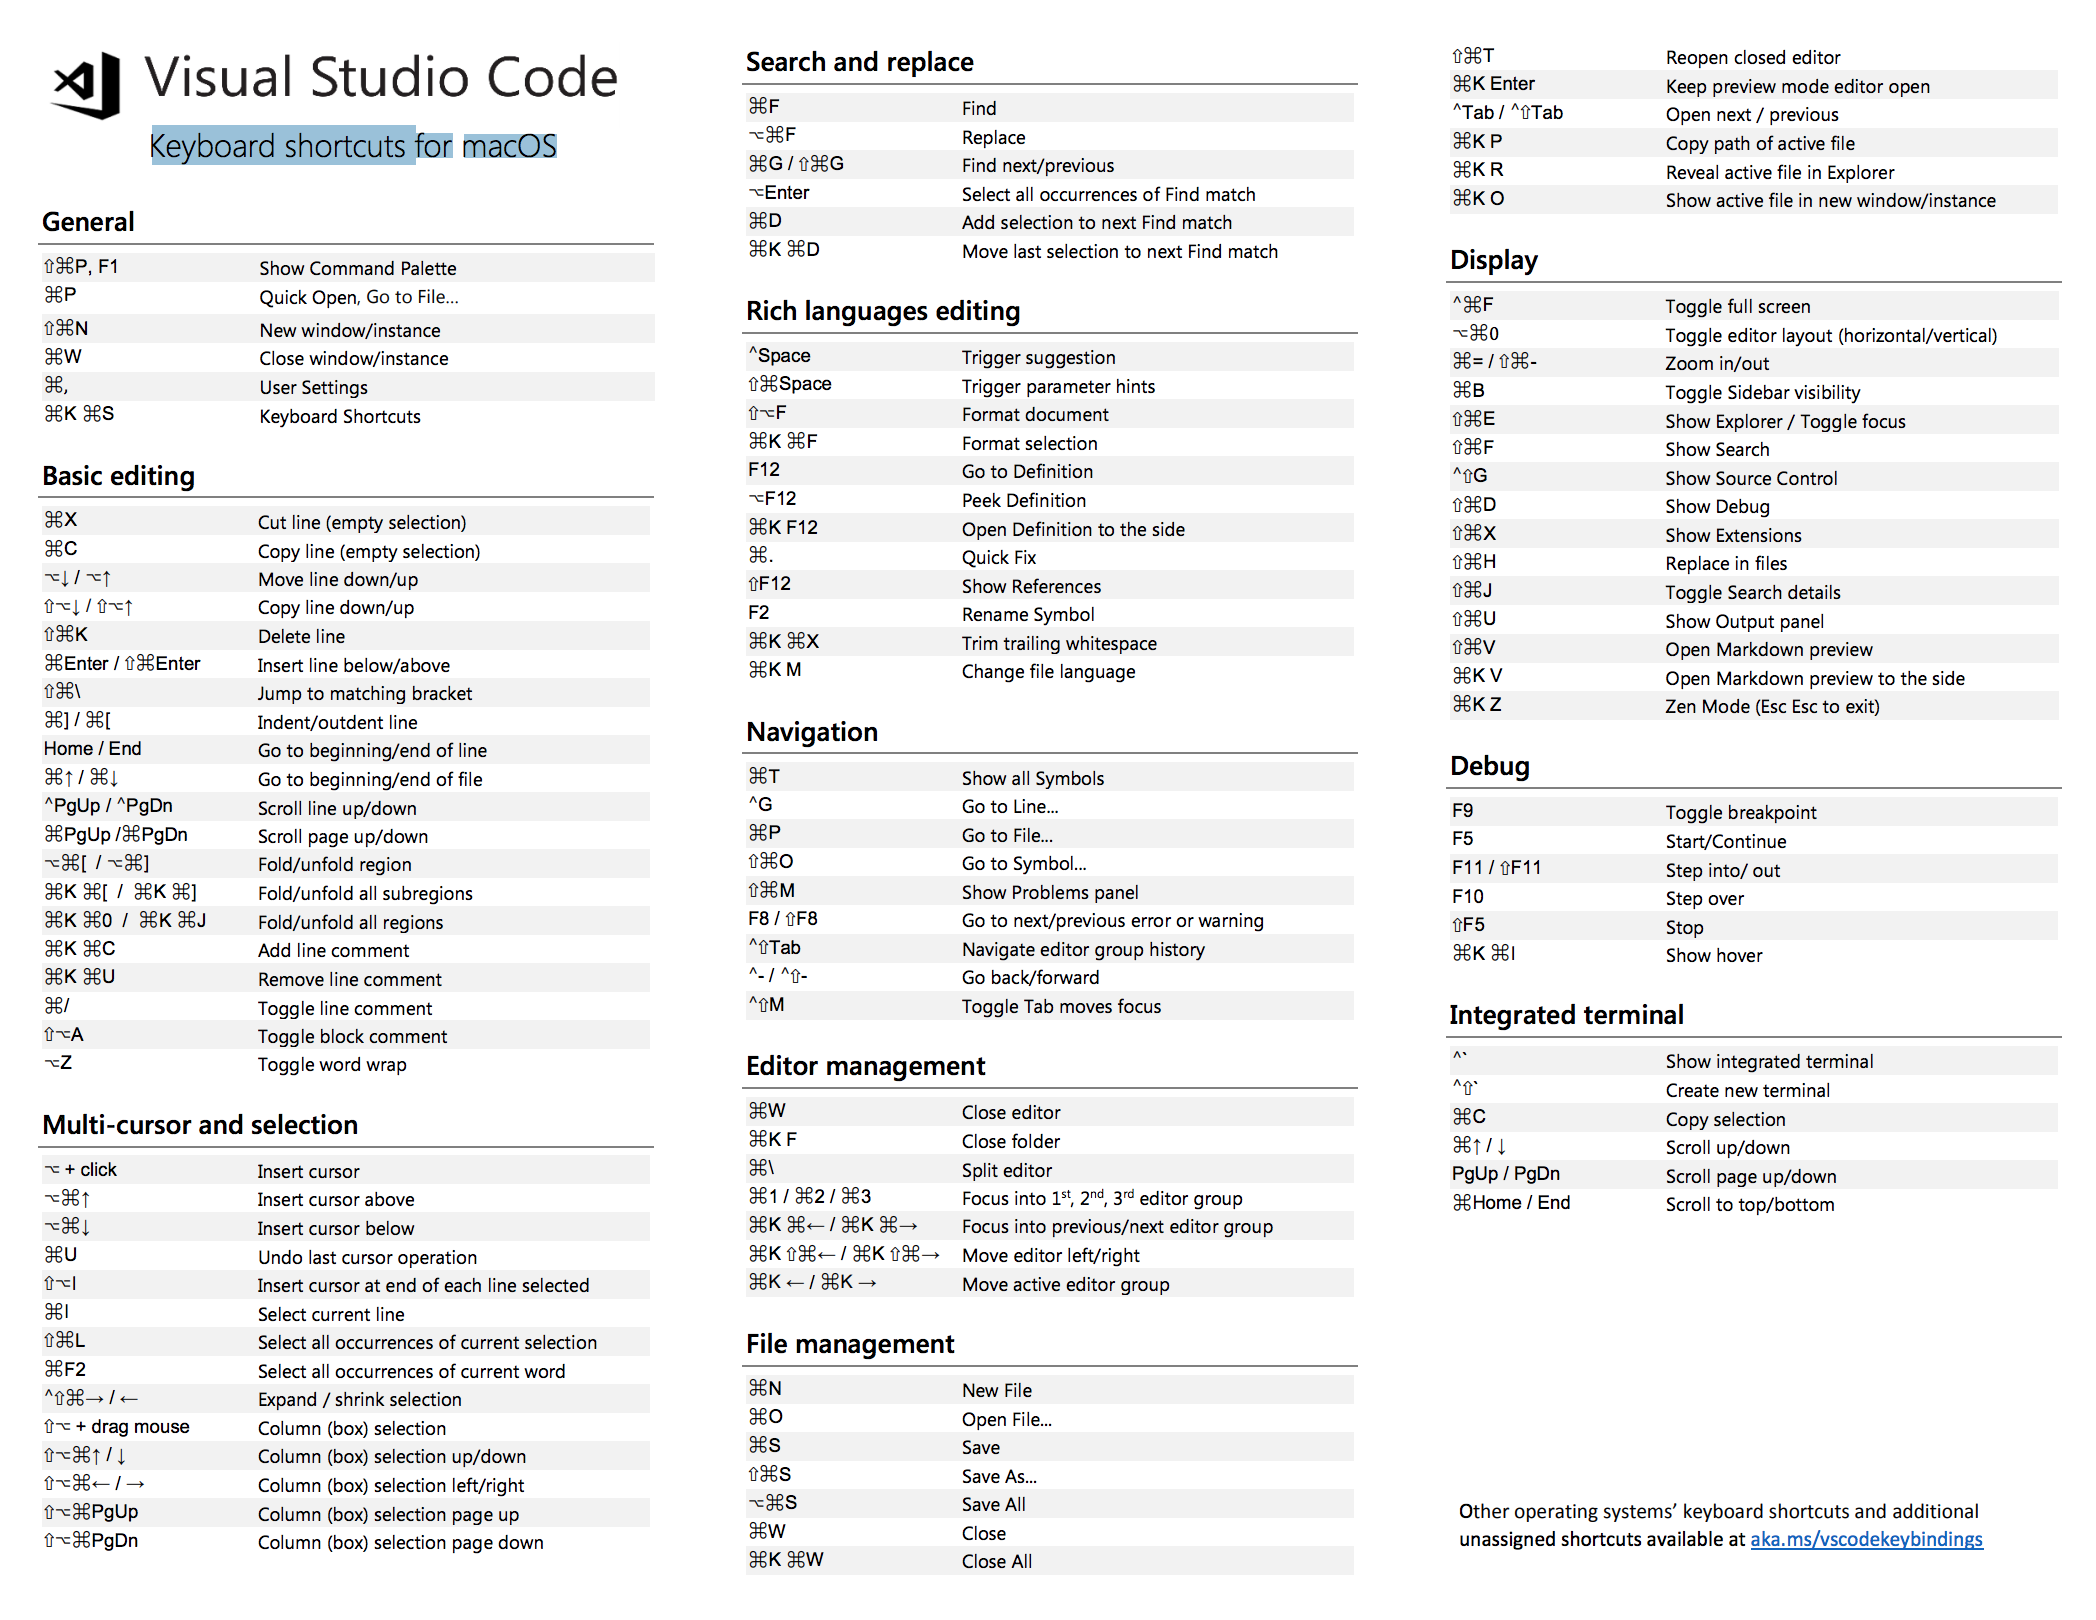 Visual Studio Code
Keyboard shortcuts for macOS
General
⇧⌘P, F1 Show Command Palette
⌘P Quick Open, Go to File…
⇧⌘N New window/instance
⌘W Close window/instance
⌘, User Settings
⌘K ⌘S Keyboard Shortcuts
Basic editing
⌘X Cut line (empty selection)
⌘C Copy line (empty selection)
⌥↓ / ⌥↑ Move line down/up
⇧⌥↓ / ⇧⌥↑ Copy line down/up
⇧⌘K Delete line
⌘Enter / ⇧⌘Enter Insert line below/above
⇧⌘\ Jump to matching bracket
⌘] / ⌘[ Indent/outdent line
Home / End Go to beginning/end of line
⌘↑ / ⌘↓ Go to beginning/end of file
^PgUp / ^PgDn Scroll line up/down
⌘PgUp /⌘PgDn Scroll page up/down
⌥⌘[ / ⌥⌘] Fold/unfold region
⌘K ⌘[ / ⌘K ⌘] Fold/unfold all subregions
⌘K ⌘0 / ⌘K ⌘J Fold/unfold all regions
⌘K ⌘C Add line comment
⌘K ⌘U Remove line comment
⌘/ Toggle line comment
⇧⌥A Toggle block comment
⌥Z Toggle word wrap
Multi-cursor and selection
⌥ + click Insert cursor
⌥⌘↑ Insert cursor above
⌥⌘↓ Insert cursor below
⌘U Undo last cursor operation
⇧⌥I Insert cursor at end of each line selected
⌘I Select current line
⇧⌘L Select all occurrences of current selection
⌘F2 Select all occurrences of current word
^⇧⌘→ / ← Expand / shrink selection
⇧⌥ + drag mouse Column (box) selection
⇧⌥⌘↑ / ↓ Column (box) selection up/down
⇧⌥⌘← / → Column (box) selection left/right
⇧⌥⌘PgUp Column (box) selection page up
⇧⌥⌘PgDn Column (box) selection page down
Search and replace
⌘F Find
⌥⌘F Replace
⌘G / ⇧⌘G Find next/previous
⌥Enter Select all occurrences of Find match
⌘D Add selection to next Find match
⌘K ⌘D Move last selection to next Find match
Rich languages editing
^Space Trigger suggestion
⇧⌘Space Trigger parameter hints
⇧⌥F Format document
⌘K ⌘F Format selection
F12 Go to Definition
⌥F12 Peek Definition
⌘K F12 Open Definition to the side
⌘. Quick Fix
⇧F12 Show References
F2 Rename Symbol
⌘K ⌘X Trim trailing whitespace
⌘K M Change file language
Navigation
⌘T Show all Symbols
^G Go to Line...
⌘P Go to File...
⇧⌘O Go to Symbol...
⇧⌘M Show Problems panel
F8 / ⇧F8 Go to next/previous error or warning
^⇧Tab Navigate editor group history
^- / ^⇧- Go back/forward
^⇧M Toggle Tab moves focus
Editor management
⌘W Close editor
⌘K F Close folder
⌘\ Split editor
⌘1 / ⌘2 / ⌘3 Focus into 1st, 2nd, 3rd editor group
⌘K ⌘← / ⌘K ⌘→ Focus into previous/next editor group
⌘K ⇧⌘← / ⌘K ⇧⌘→ Move editor left/right
⌘K ← / ⌘K → Move active editor group
File management
⌘N New File
⌘O Open File...
⌘S Save
⇧⌘S Save As...
⌥⌘S Save All
⌘W Close
⌘K ⌘W Close All
⇧⌘T Reopen closed editor
⌘K Enter Keep preview mode editor open
^Tab / ^⇧Tab Open next / previous
⌘K P Copy path of active file
⌘K R Reveal active file in Explorer
⌘K O Show active file in new window/instance
Display
^⌘F Toggle full screen
⌥⌘0 Toggle editor layout (horizontal/vertical)
⌘= / ⇧⌘- Zoom in/out
⌘B Toggle Sidebar visibility
⇧⌘E Show Explorer / Toggle focus
⇧⌘F Show Search
^⇧G Show Source Control
⇧⌘D Show Debug
⇧⌘X Show Extensions
⇧⌘H Replace in files
⇧⌘J Toggle Search details
⇧⌘U Show Output panel
⇧⌘V Open Markdown preview
⌘K V Open Markdown preview to the side
⌘K Z Zen Mode (Esc Esc to exit)
Debug
F9 Toggle breakpoint
F5 Start/Continue
F11 / ⇧F11 Step into/ out
F10 Step over
⇧F5 Stop
⌘K ⌘I Show hover
Integrated terminal
^` Show integrated terminal
^⇧` Create new terminal
⌘C Copy selection
⌘↑ / ↓ Scroll up/down
PgUp / PgDn Scroll page up/down
⌘Home / End Scroll to top/bottom
Other operating systems’ keyboard shortcuts and additional
unassigned shortcuts available at aka.ms/vscodekeybindings